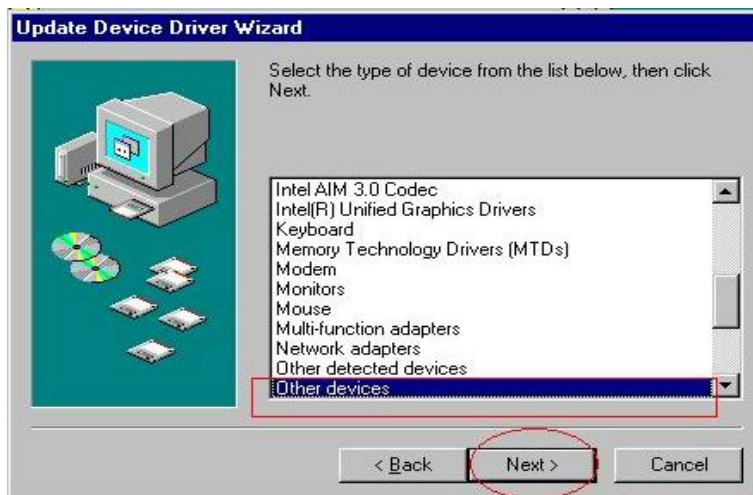 Update Device Driver Wizard
Select the type of device from the list below, then click
Next.
Intel AIM 3.0 Codec
Intel(R) Unified Graphics Drivers
Keyboard
Memory Technology Drivers (MTDs)
Modem
Monitors
Mouse
Multi-function adapters
Network adapters
Other detected devices
Other devices
< Back
Next >
Cancel